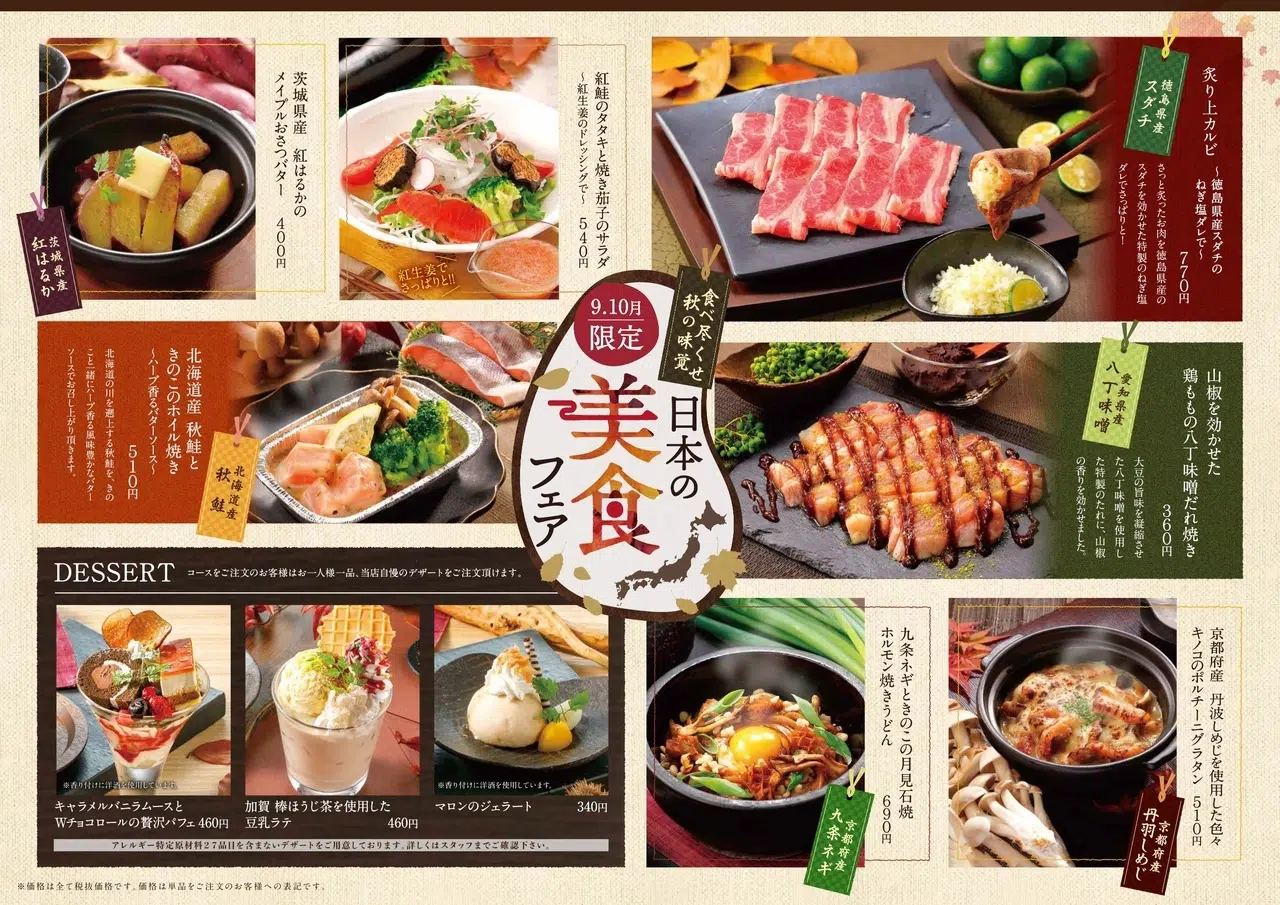 茨城県産 紅はるかの
メイプルおさつバター 400円
茨城県産
紅はるか
紅鮭のタタキと焼き茄子のサラダ
〜紅生姜のドレッシングで〜 540円
紅生姜で
さっぱりと!!
炙り上カルビ 〜徳島県産スダチの
ねぎ塩ダレで〜
770円
さっと炙ったお肉を徳島県産の
スダチを効かせた特製のねぎ塩
ダレでさっぱりと!
徳島県産
スダチ
食べ尽くせ
秋の味覚
9.10月
限定
日本の
美食
フェア
北海道産 秋鮭と
きのこのホイル焼き
〜ハーブ香るバターソース〜
510円
北海道の川を遡上する秋鮭を、きの
こと一緒にハーブ香る風味豊かなバター
ソースでお召し上がり頂きます。
北海道産
秋鮭
山椒を効かせた
鶏ももの八丁味噌だれ焼き
360円
大豆の旨味を凝縮させ
た八丁味噌を使用し
た特製のたれに、山椒
の香りを効かせました。
愛知県産
八丁味噌
DESSERT コースをご注文のお客様はお一人様一品、当店自慢のデザートをご注文頂けます。
※香り付けに洋酒を使用しています。
キャラメルバニラムースと
Wチョコロールの贅沢パフェ 460円
加賀 棒ほうじ茶を使用した
豆乳ラテ 460円
※香り付けに洋酒を使用しています。
マロンのジェラート 340円
アレルギー特定原材料27品目を含まないデザートをご用意しております。詳しくはスタッフまでご確認下さい。
九条ネギときのこの月見石焼
ホルモン焼きうどん 690円
京都府産
九条ネギ
京都府産 丹波しめじを使用した色々
キノコのポルチーニグラタン 510円
京都府産
丹羽しめじ
※価格は全て税抜価格です。価格は単品をご注文のお客様への表記です。